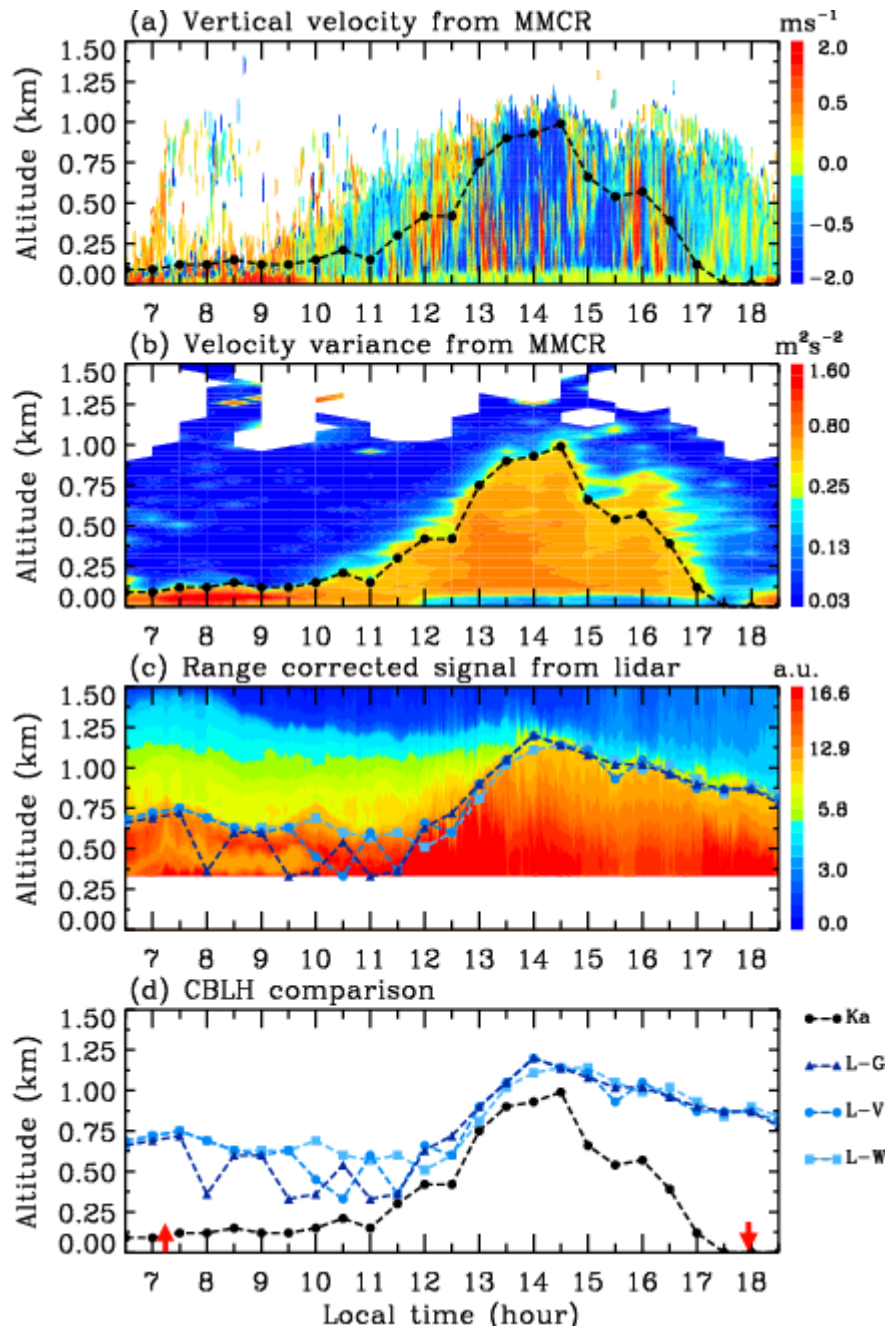 (a) Vertical velocity from MMCR
ms⁻¹
Altitude (km)
1.50
1.25
1.00
0.75
0.50
0.25
0.00
2.0
0.5
0.0
−0.5
−2.0
7 8 9 10 11 12 13 14 15 16 17 18
(b) Velocity variance from MMCR
m²s⁻²
Altitude (km)
1.50
1.25
1.00
0.75
0.50
0.25
0.00
1.60
0.80
0.25
0.13
0.03
7 8 9 10 11 12 13 14 15 16 17 18
(c) Range corrected signal from lidar
a.u.
Altitude (km)
1.50
1.25
1.00
0.75
0.50
0.25
0.00
16.6
12.9
5.8
3.0
0.0
7 8 9 10 11 12 13 14 15 16 17 18
(d) CBLH comparison
Altitude (km)
1.50
1.25
1.00
0.75
0.50
0.25
0.00
Ka
L−G
L−V
L−W
7 8 9 10 11 12 13 14 15 16 17 18
Local time (hour)